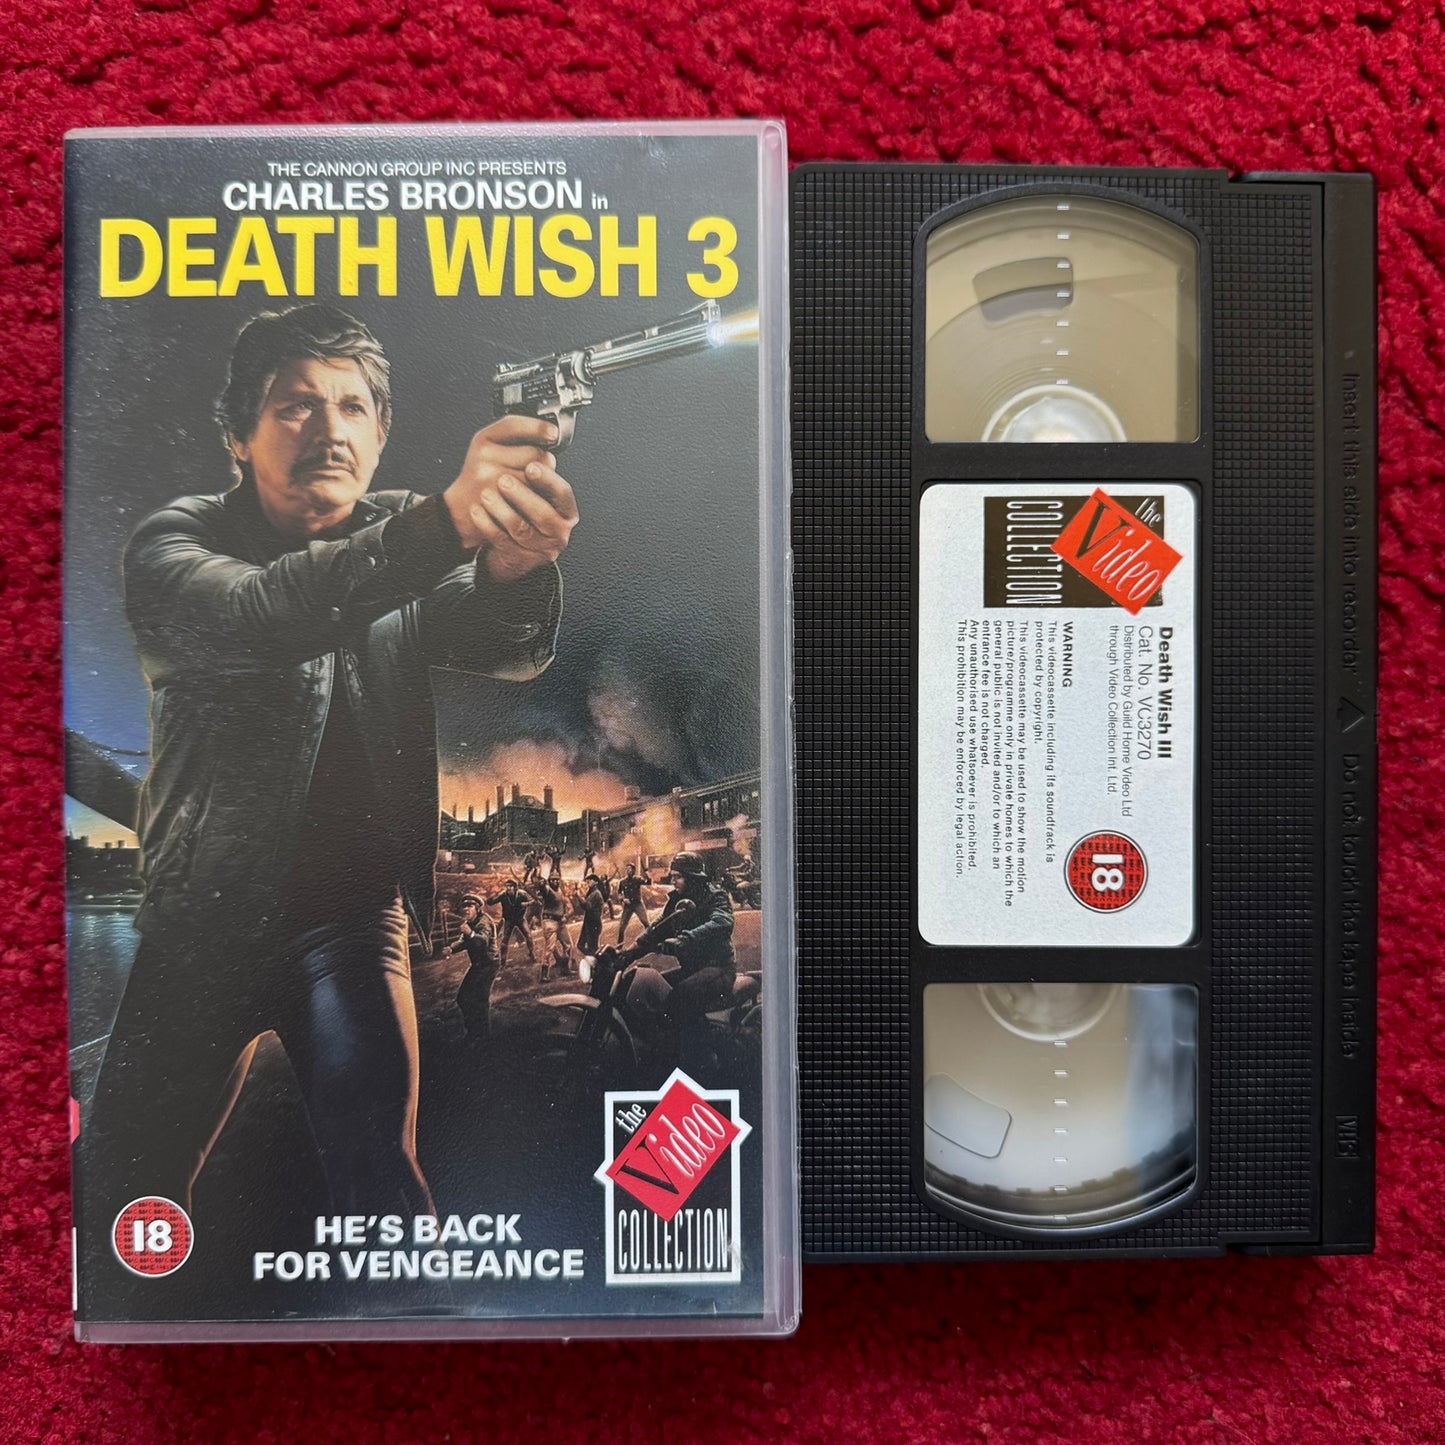 THE CANNON GROUP INC PRESENTS
CHARLES BRONSON in
DEATH WISH 3
the
Video
COLLECTION
18
HE'S BACK
FOR VENGEANCE
the
Video
COLLECTION
Death Wish III
Cat. No. VC3270
Distributed by Guild Home Video Ltd
through Video Collection Int. Ltd.
18
WARNING
This videocassette including its soundtrack is
protected by copyright.
This videocassette may be used to show the motion
picture/programme only in private homes to which the
general public is not invited and/or to which an
entrance fee is not charged.
Any unauthorised use whatsoever is prohibited.
This prohibition may be enforced by legal action.
Insert this side into recorder △ Do not touch the tape inside
VHS